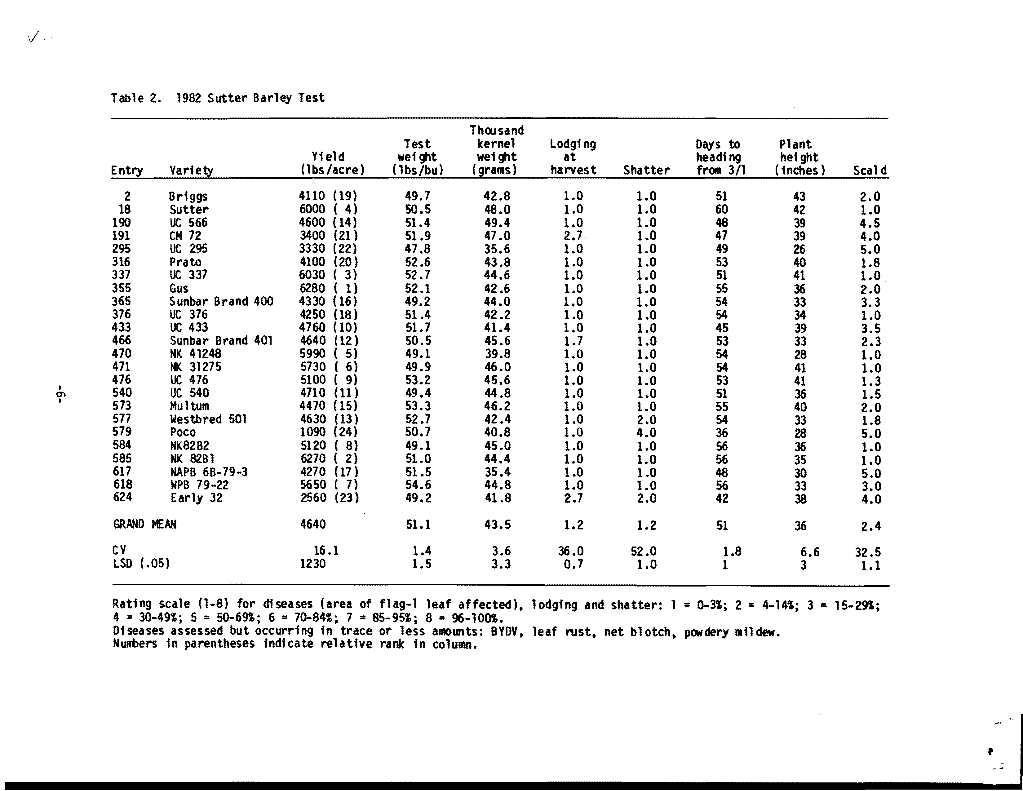 Table 2. 1982 Sutter Barley Test
Thousand
Test kernel Lodging Days to Plant
Yield weight weight at heading height
Entry Variety (lbs/acre) (lbs/bu) (grams) harvest Shatter from 3/1 (inches) Scald
2 Briggs 4110 (19) 49.7 42.8 1.0 1.0 51 43 2.0
18 Sutter 6000 ( 4) 50.5 48.0 1.0 1.0 60 42 1.0
190 UC 566 4600 (14) 51.4 49.4 1.0 1.0 48 39 4.5
191 CM 72 3400 (21) 51.9 47.0 2.7 1.0 47 39 4.0
295 UC 295 3330 (22) 47.8 35.6 1.0 1.0 49 26 5.0
316 Prato 4100 (20) 52.6 43.8 1.0 1.0 53 40 1.8
337 UC 337 6030 ( 3) 52.7 44.6 1.0 1.0 51 41 1.0
355 Gus 6280 ( 1) 52.1 42.6 1.0 1.0 55 36 2.0
365 Sunbar Brand 400 4330 (16) 49.2 44.0 1.0 1.0 54 33 3.3
376 UC 376 4250 (18) 51.4 42.2 1.0 1.0 54 34 1.0
433 UC 433 4760 (10) 51.7 41.4 1.0 1.0 45 39 3.5
466 Sunbar Brand 401 4640 (12) 50.5 45.6 1.7 1.0 53 33 2.3
470 NK 41248 5990 ( 5) 49.1 39.8 1.0 1.0 54 28 1.0
471 NK 31275 5730 ( 6) 49.9 46.0 1.0 1.0 54 41 1.0
476 UC 476 5100 ( 9) 53.2 45.6 1.0 1.0 53 41 1.3
540 UC 540 4710 (11) 49.4 44.8 1.0 1.0 51 36 1.5
573 Multum 4470 (15) 53.3 46.2 1.0 1.0 55 40 2.0
577 Westbred 501 4630 (13) 52.7 42.4 1.0 2.0 54 33 1.8
579 Poco 1090 (24) 50.7 40.8 1.0 4.0 36 28 5.0
584 NK82B2 5120 ( 8) 49.1 45.0 1.0 1.0 56 36 1.0
585 NK 82B1 6270 ( 2) 51.0 44.4 1.0 1.0 56 35 1.0
617 NAPB 6B-79-3 4270 (17) 51.5 35.4 1.0 1.0 48 30 5.0
618 WPB 79-22 5650 ( 7) 54.6 44.8 1.0 1.0 56 33 3.0
624 Early 32 2560 (23) 49.2 41.8 2.7 2.0 42 38 4.0
GRAND MEAN 4640 51.1 43.5 1.2 1.2 51 36 2.4
CV 16.1 1.4 3.6 36.0 52.0 1.8 6.6 32.5
LSD (.05) 1230 1.5 3.3 0.7 1.0 1 3 1.1
Rating scale (1-8) for diseases (area of flag-1 leaf affected), lodging and shatter: 1 = 0-3%; 2 = 4-14%; 3 = 15-29%;
4 = 30-49%; 5 = 50-69%; 6 = 70-84%; 7 = 85-95%; 8 = 96-100%.
Diseases assessed but occurring in trace or less amounts: BYDV, leaf rust, net blotch, powdery mildew.
Numbers in parentheses indicate relative rank in column.